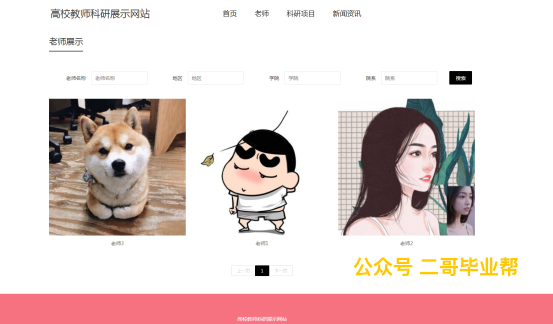 高校教师科研展示网站
首页 老师 科研项目 新闻资讯
老师展示
老师名称 老师名称 地区 地区 学院 学院 院系 院系 搜索
老师3 老师1 老师2
上一页 1 下一页
公众号 二哥毕业帮
高校教师科研展示网站